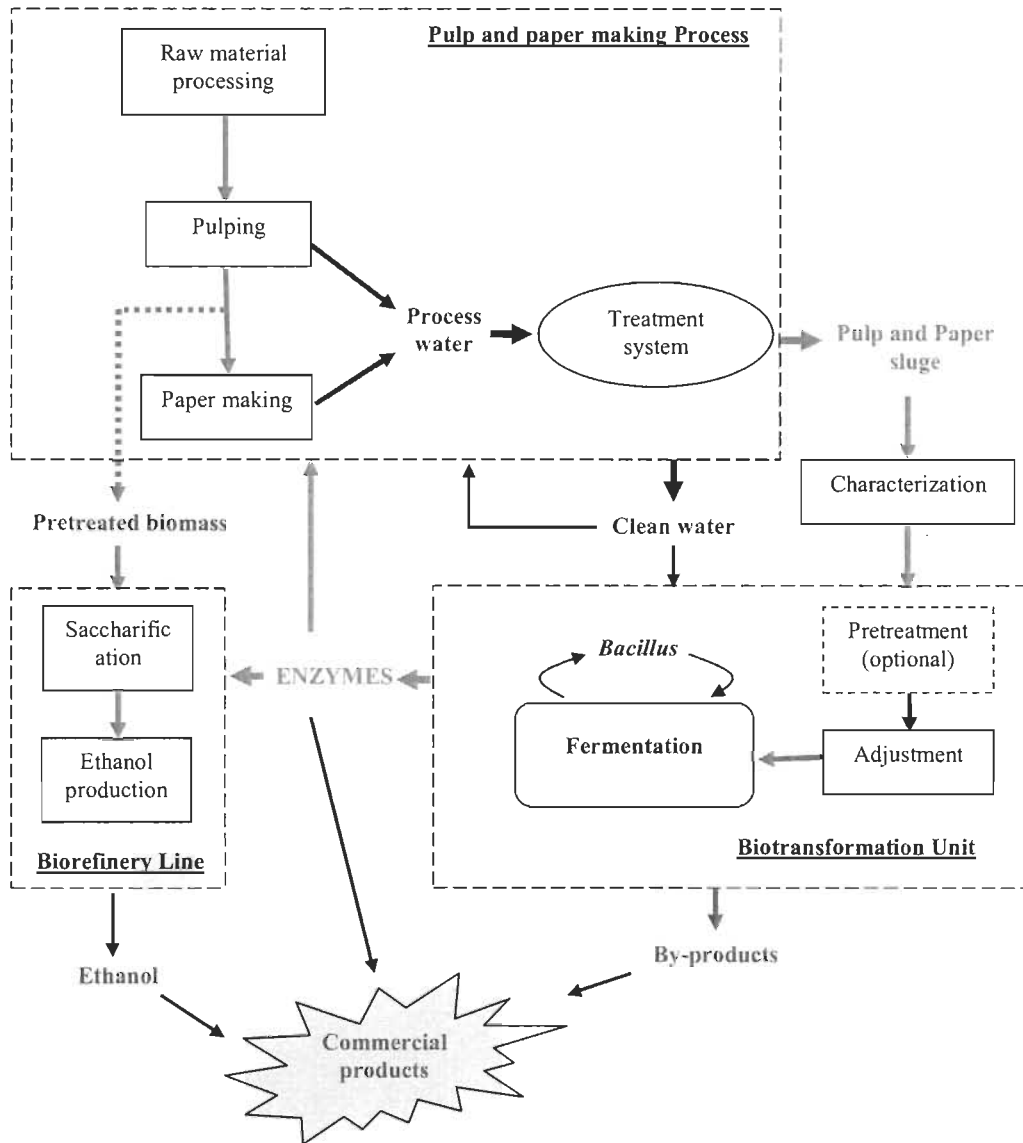 Pulp and paper making Process
Raw material
processing
Pulping
Process
water
Treatment
system
Pulp and Paper
sluge
Paper making
Characterization
Pretreated biomass
Clean water
Saccharific
ation
ENZYMES
Bacillus
Pretreatment
(optional)
Fermentation
Adjustment
Ethanol
production
Biorefinery Line
Biotransformation Unit
By-products
Ethanol
Commercial
products